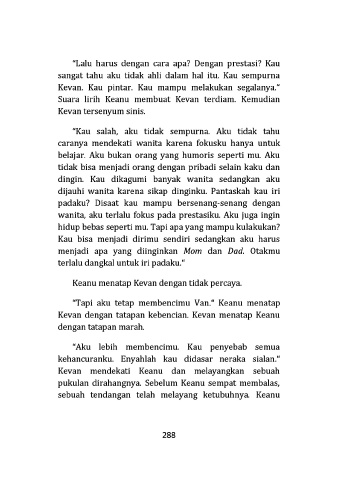 "Lalu harus dengan cara apa? Dengan prestasi? Kau
sangat tahu aku tidak ahli dalam hal itu. Kau sempurna
Kevan. Kau pintar. Kau mampu melakukan segalanya."
Suara lirih Keanu membuat Kevan terdiam. Kemudian
Kevan tersenyum sinis.
"Kau salah, aku tidak sempurna. Aku tidak tahu
caranya mendekati wanita karena fokusku hanya untuk
belajar. Aku bukan orang yang humoris seperti mu. Aku
tidak bisa menjadi orang dengan pribadi selain kaku dan
dingin. Kau dikagumi banyak wanita sedangkan aku
dijauhi wanita karena sikap dinginku. Pantaskah kau iri
padaku? Disaat kau mampu bersenang-senang dengan
wanita, aku terlalu fokus pada prestasiku. Aku juga ingin
hidup bebas seperti mu. Tapi apa yang mampu kulakukan?
Kau bisa menjadi dirimu sendiri sedangkan aku harus
menjadi apa yang diinginkan Mom dan Dad. Otakmu
terlalu dangkal untuk iri padaku."
Keanu menatap Kevan dengan tidak percaya.
"Tapi aku tetap membencimu Van." Keanu menatap
Kevan dengan tatapan kebencian. Kevan menatap Keanu
dengan tatapan marah.
"Aku lebih membencimu. Kau penyebab semua
kehancuranku. Enyahlah kau didasar neraka sialan."
Kevan mendekati Keanu dan melayangkan sebuah
pukulan dirahangnya. Sebelum Keanu sempat membalas,
sebuah tendangan telah melayang ketubuhnya. Keanu
288